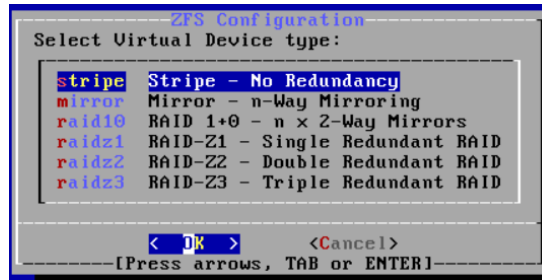 ZFS Configuration
Select Virtual Device type:
stripe Stripe - No Redundancy
mirror Mirror - n-Way Mirroring
raid10 RAID 1+0 - n x 2-Way Mirrors
raidz1 RAID-Z1 - Single Redundant RAID
raidz2 RAID-Z2 - Double Redundant RAID
raidz3 RAID-Z3 - Triple Redundant RAID
< OK > <Cancel>
[Press arrows, TAB or ENTER]